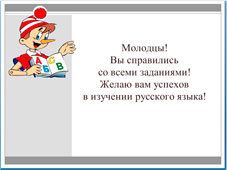 А
Б
С
В
Молодцы!
Вы справились
со всеми заданиями!
Желаю вам успехов
в изучении русского языка!